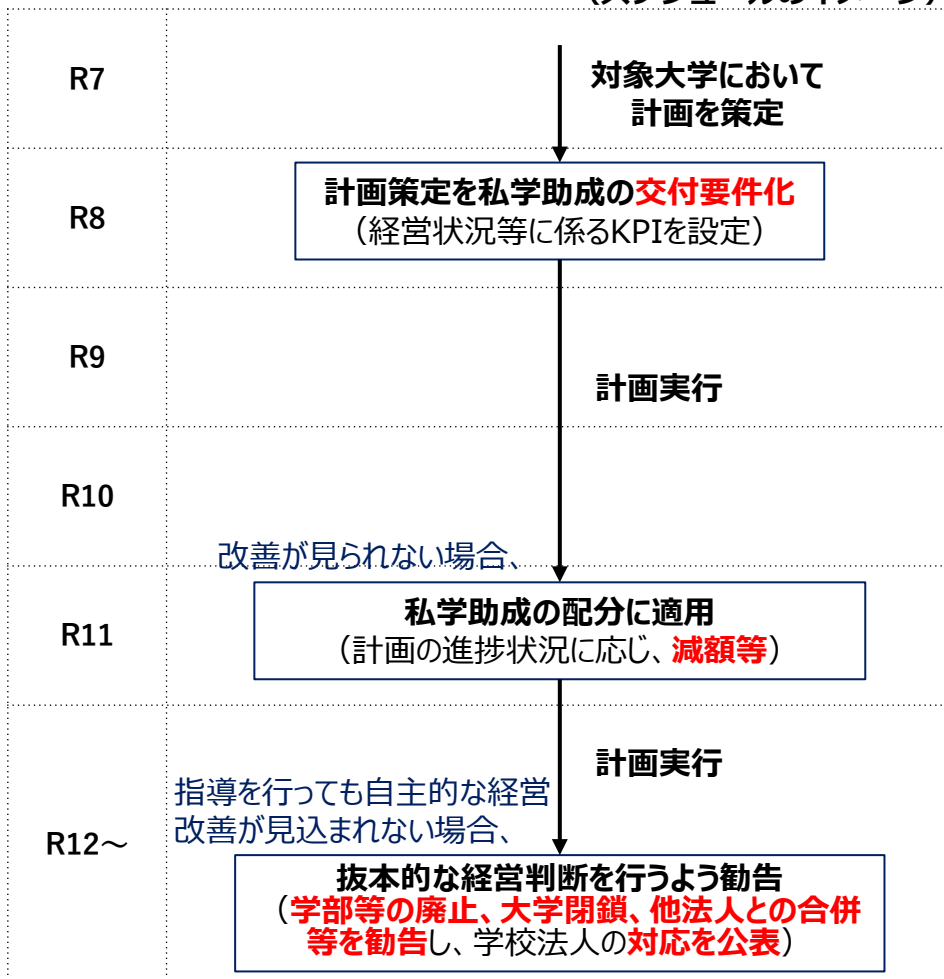 R7
対象大学において
計画を策定
R8
計画策定を私学助成の交付要件化
（経営状況等に係るKPIを設定）
R9
計画実行
R10
改善が見られない場合、
R11
私学助成の配分に適用
（計画の進捗状況に応じ、減額等）
計画実行
指導を行っても自主的な経営
改善が見込まれない場合、
R12～
抜本的な経営判断を行うよう勧告
（学部等の廃止、大学閉鎖、他法人との合併
等を勧告し、学校法人の対応を公表）